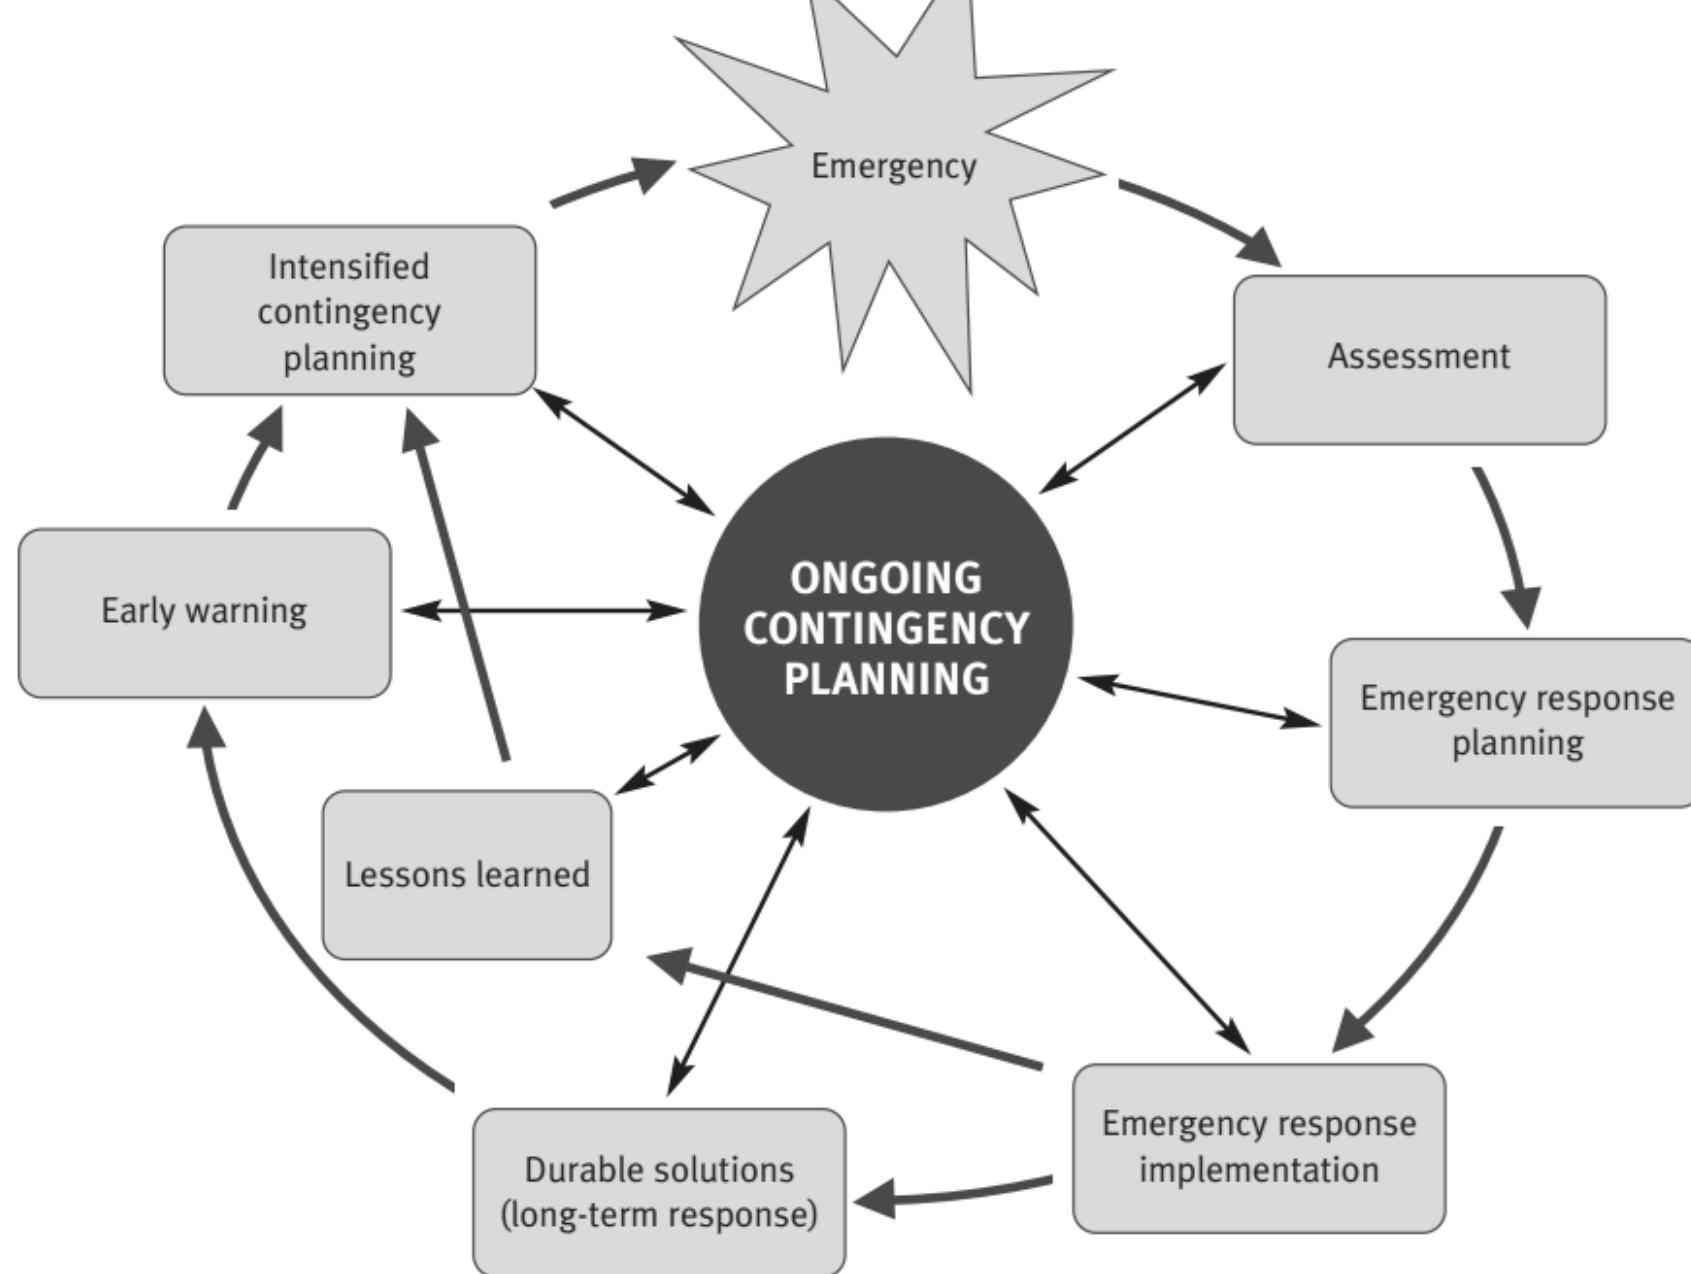 Emergency
Intensified
contingency
planning
Assessment
ONGOING
CONTINGENCY
PLANNING
Early warning
Emergency response
planning
Lessons learned
Emergency response
implementation
Durable solutions
(long-term response)